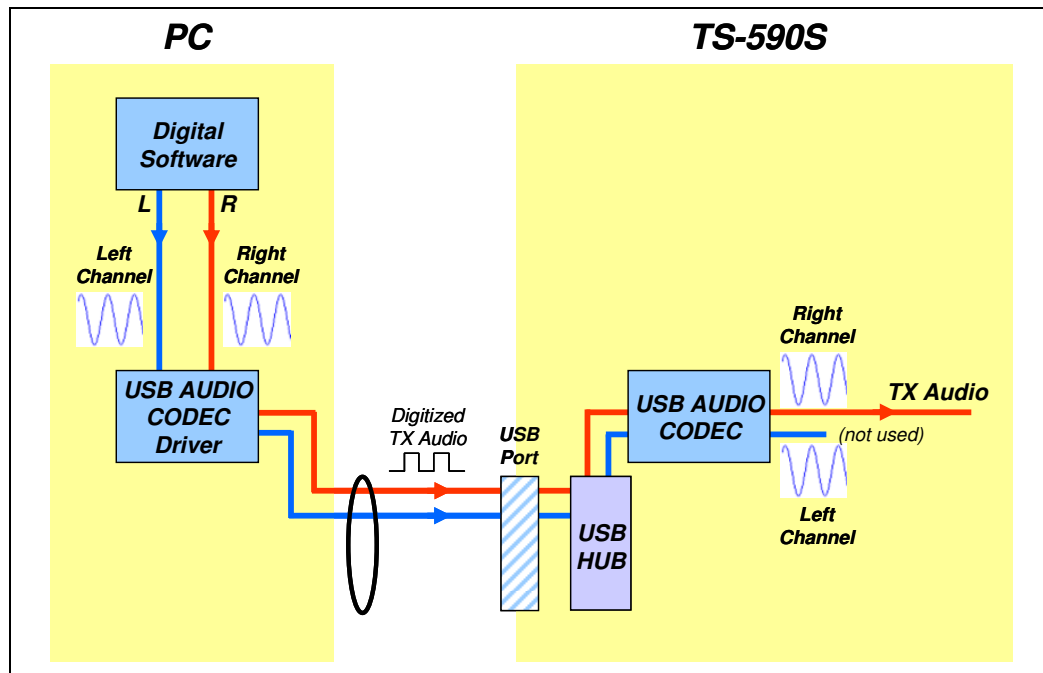 PC
TS-590S
Digital
Software
L
R
Left
Channel
Right
Channel
USB AUDIO
CODEC
Driver
Digitized
TX Audio
USB
Port
USB
HUB
USB AUDIO
CODEC
Right
Channel
TX Audio
(not used)
Left
Channel